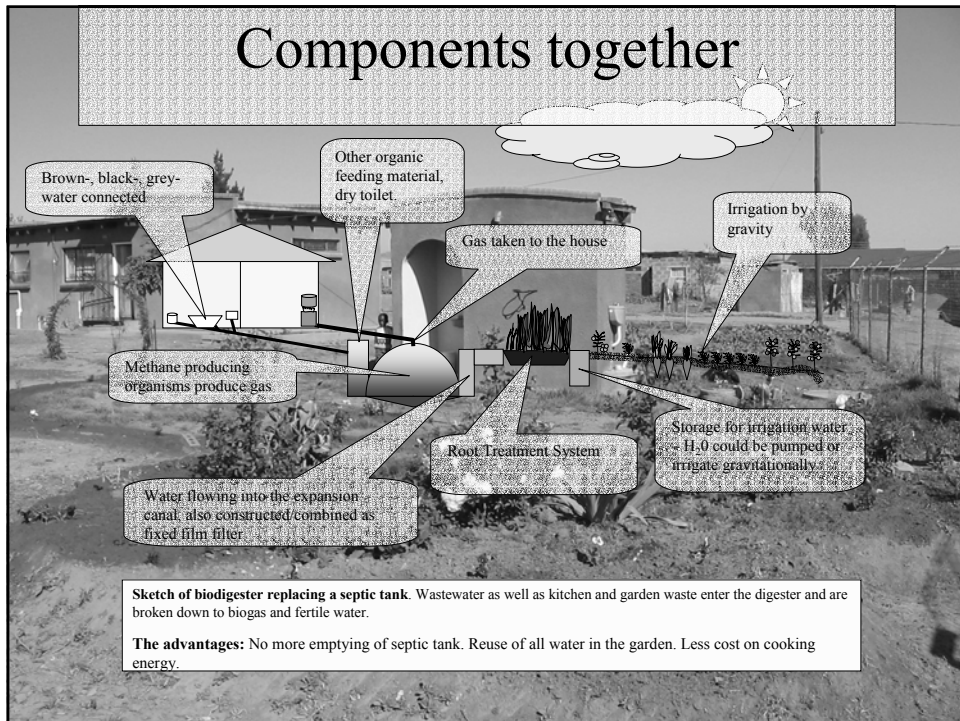 Components together
Brown-, black-, grey-
water connected
Other organic
feeding material,
dry toilet.
Gas taken to the house
Irrigation by
gravity
Methane producing
organisms produce gas
Storage for irrigation water
- H₂0 could be pumped or
irrigate gravitationally
Root Treatment System
Water flowing into the expansion
canal, also constructed/combined as
fixed film filter
Sketch of biodigester replacing a septic tank. Wastewater as well as kitchen and garden waste enter the digester and are
broken down to biogas and fertile water.
The advantages: No more emptying of septic tank. Reuse of all water in the garden. Less cost on cooking
energy.